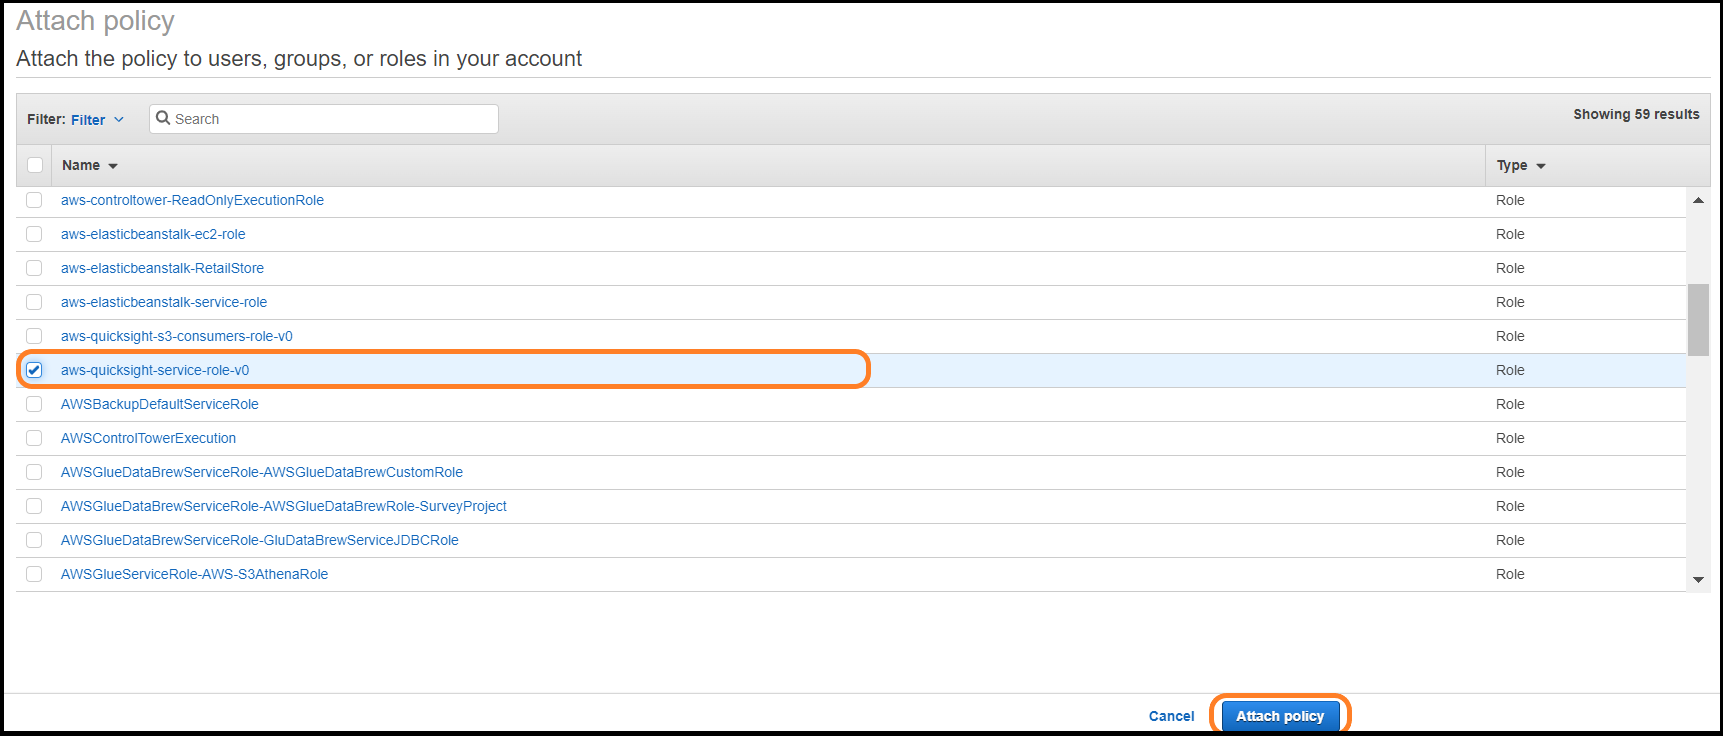 Attach policy
Attach the policy to users, groups, or roles in your account
Filter: Filter Search Showing 59 results
Name Type
aws-controltower-ReadOnlyExecutionRole Role
aws-elasticbeanstalk-ec2-role Role
aws-elasticbeanstalk-RetailStore Role
aws-elasticbeanstalk-service-role Role
aws-quicksight-s3-consumers-role-v0 Role
aws-quicksight-service-role-v0 Role
AWSBackupDefaultServiceRole Role
AWSControlTowerExecution Role
AWSGlueDataBrewServiceRole-AWSGlueDataBrewCustomRole Role
AWSGlueDataBrewServiceRole-AWSGlueDataBrewRole-SurveyProject Role
AWSGlueDataBrewServiceRole-GluDataBrewServiceJDBCRole Role
AWSGlueServiceRole-AWS-S3AthenaRole Role
Cancel Attach policy